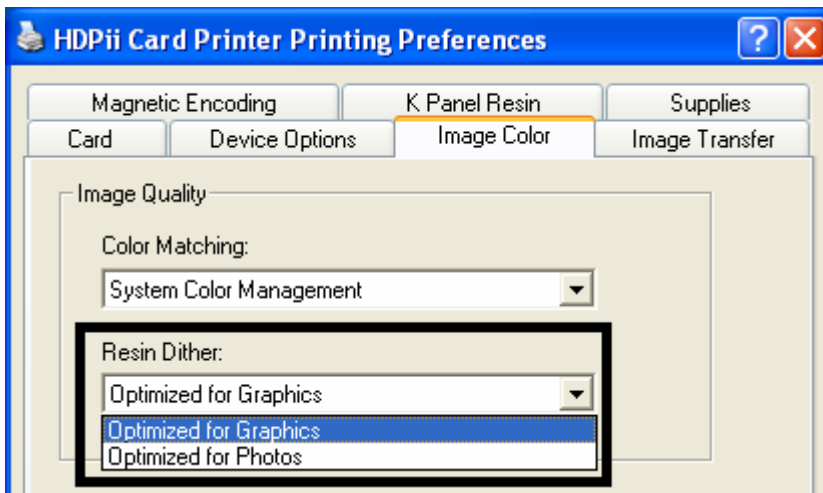 HDPii Card Printer Printing Preferences
Magnetic Encoding K Panel Resin Supplies
Card Device Options Image Color Image Transfer
Image Quality
Color Matching:
System Color Management
Resin Dither:
Optimized for Graphics
Optimized for Graphics
Optimized for Photos